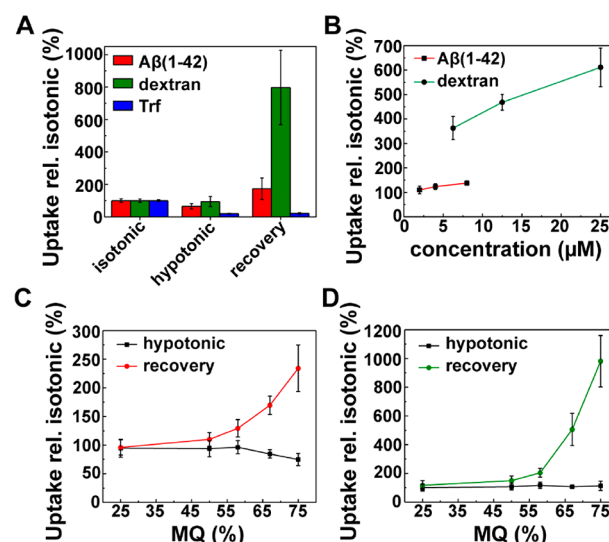 A
Uptake rel. isotonic (%)
1000
800
600
400
200
0
Aβ(1-42)
dextran
Trf
isotonic
hypotonic
recovery
B
Uptake rel. isotonic (%)
700
600
500
400
300
200
100
0
Aβ(1-42)
dextran
0 5 10 15 20 25
concentration (µM)
C
Uptake rel. isotonic (%)
300
250
200
150
100
50
0
hypotonic
recovery
25 35 45 55 65 75
MQ (%)
D
Uptake rel. isotonic (%)
1200
1000
800
600
400
200
0
hypotonic
recovery
25 35 45 55 65 75
MQ (%)